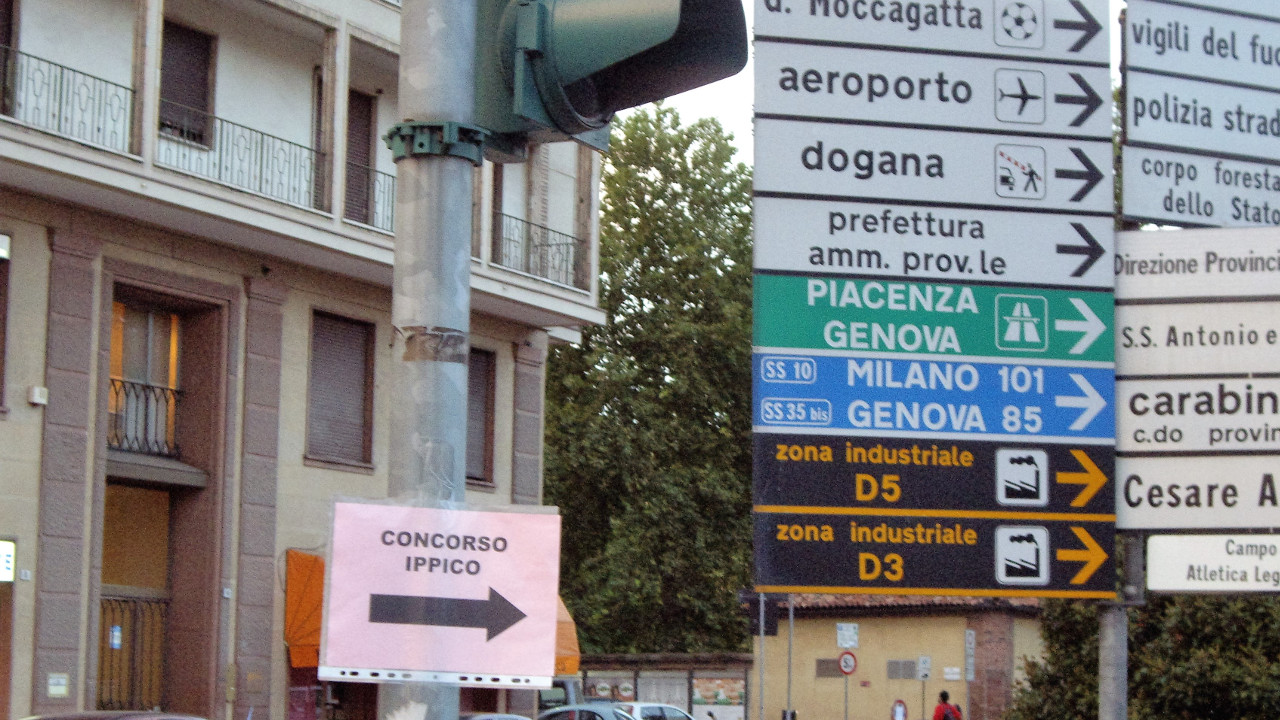 CONCORSO
IPPICO
d. Moccagatta
aeroporto
dogana
prefettura
amm. prov.le
PIACENZA
GENOVA
SS 10 MILANO 101
SS 35 bis GENOVA 85
zona industriale
D5
zona industriale
D3
vigili del fuo
polizia strad
corpo foresta
dello Stato
Direzione Provinci
S.S. Antonio e
carabin
c.do provin
Cesare A
Campo
Atletica Leg